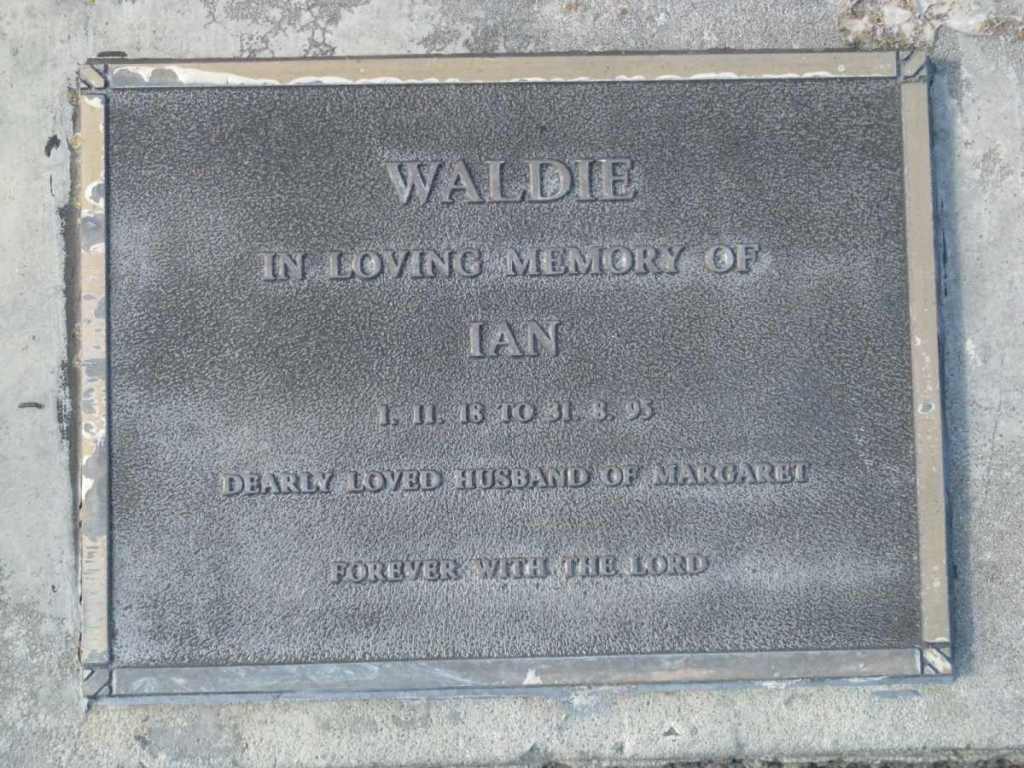 WALDIE
IN LOVING MEMORY OF
IAN
1. 11. 18 TO 31. 8. 95
DEARLY LOVED HUSBAND OF MARGARET
FOREVER WITH THE LORD